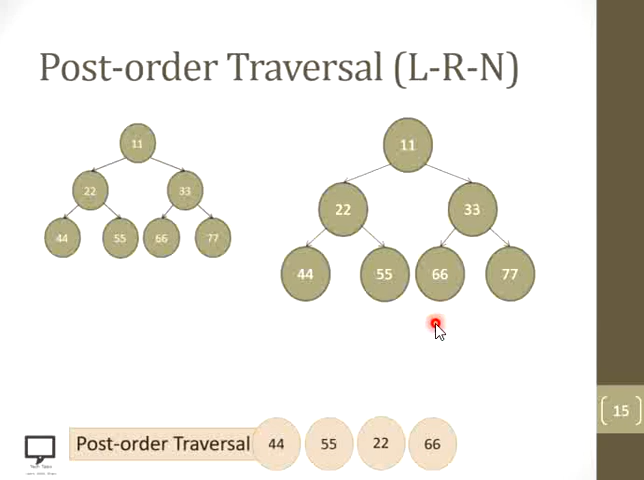 Post-order Traversal (L-R-N)
11
22 33
44 55 66 77
11
22 33
44 55 66 77
15
Post-order Traversal 44 55 22 66